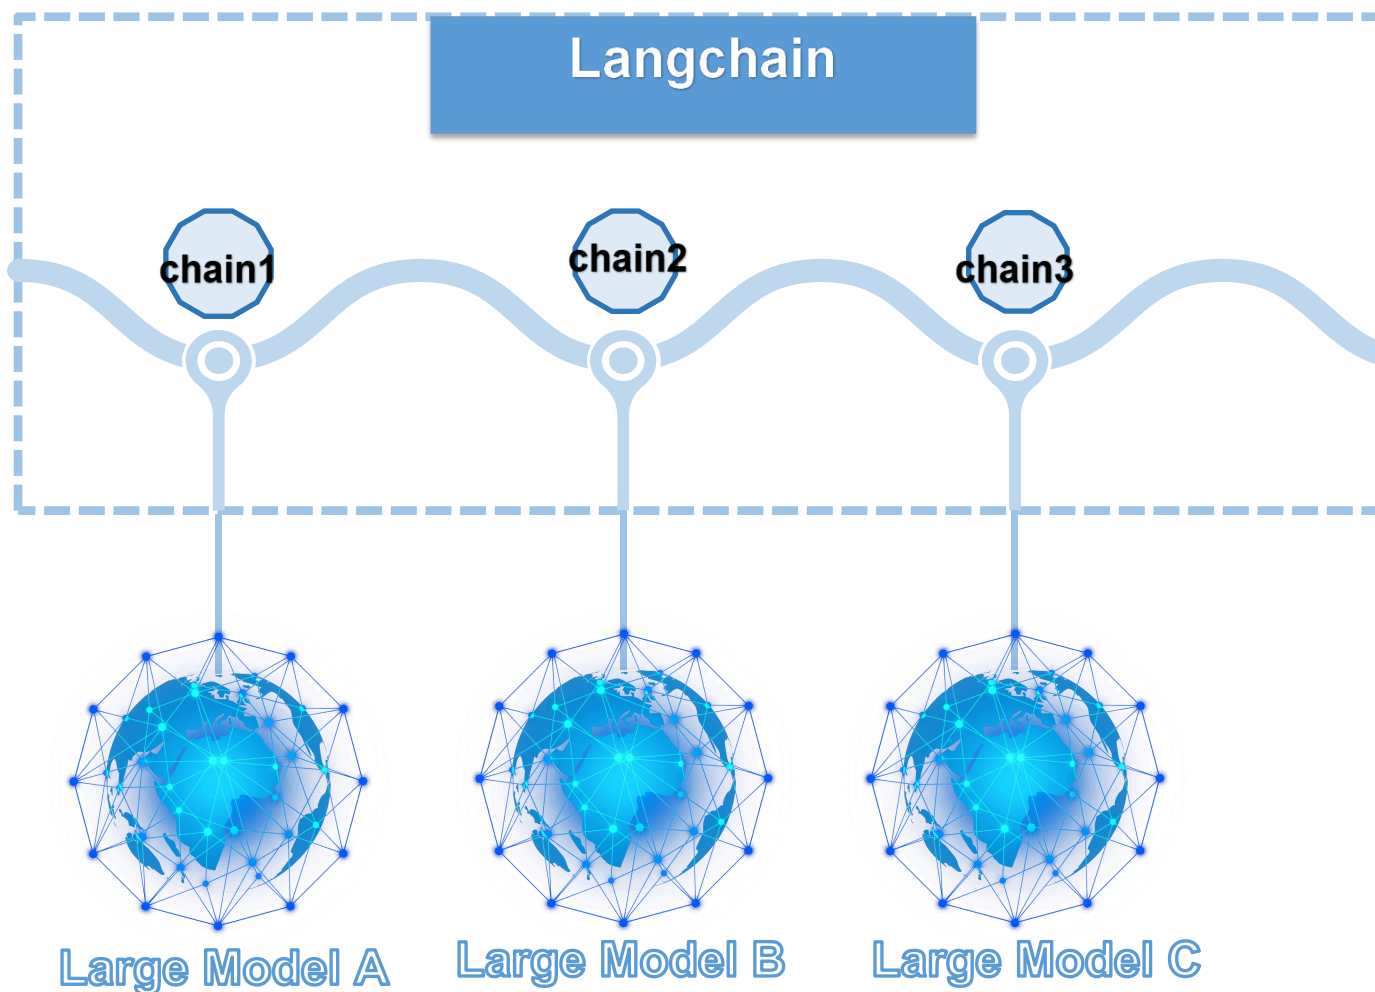 Langchain
chain1
chain2
chain3
Large Model A
Large Model B
Large Model C